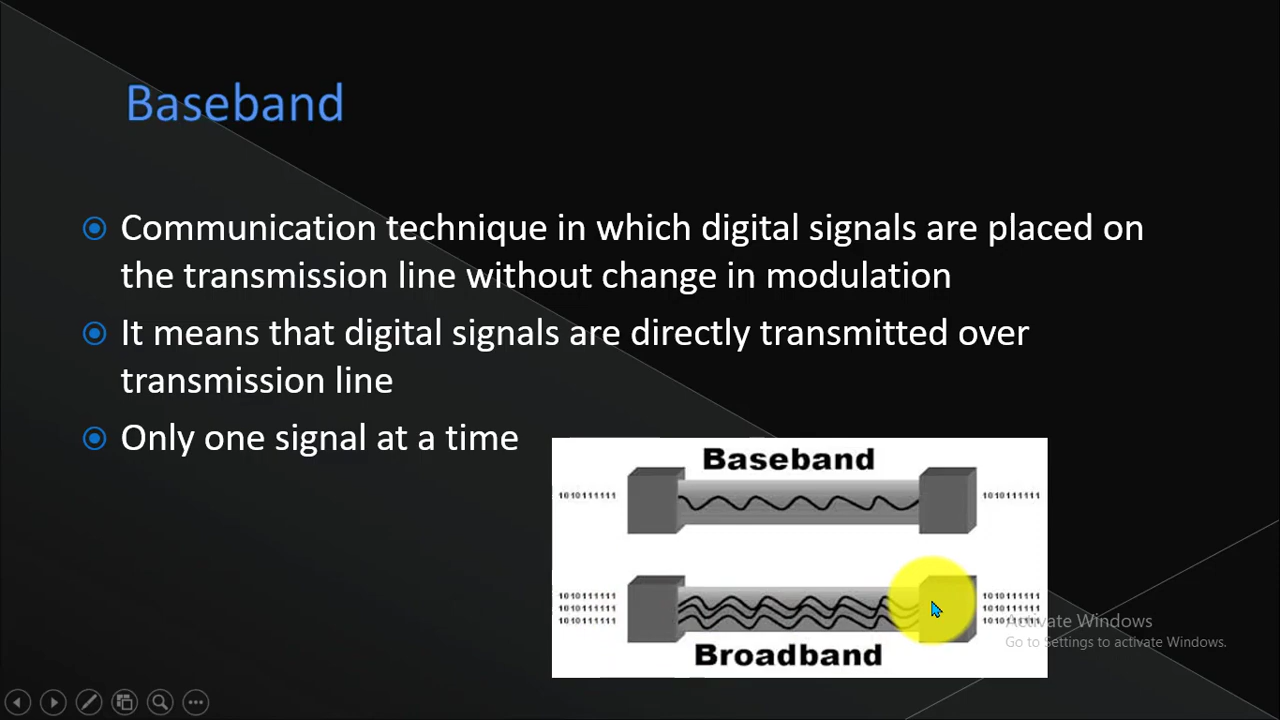 Baseband
Communication technique in which digital signals are placed on
the transmission line without change in modulation
It means that digital signals are directly transmitted over
transmission line
Only one signal at a time
Baseband
1010111111 1010111111
1010111111 1010111111
1010111111 1010111111
1010111111 1010111111
Broadband
Activate Windows
Go to Settings to activate Windows.